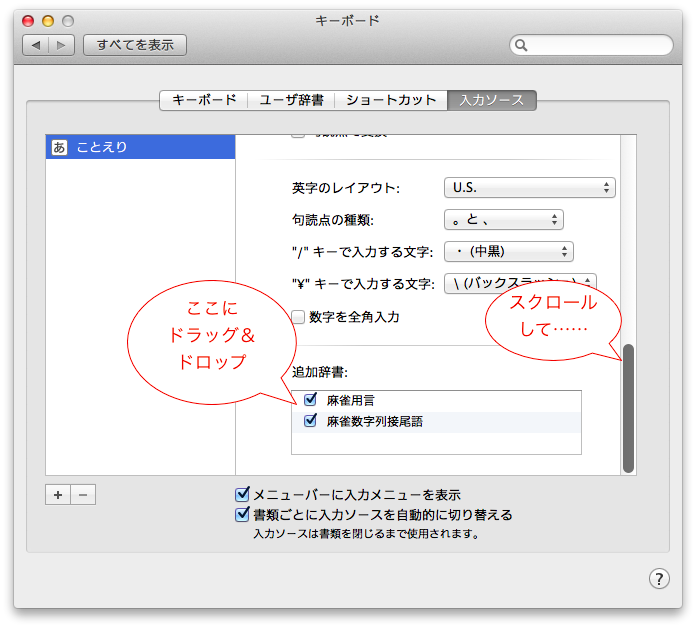 キーボード
すべてを表示
キーボード ユーザ辞書 ショートカット 入力ソース
あ ことえり
英字のレイアウト: U.S.
句読点の種類: 。と 、
"/" キーで入力する文字: ・ (中黒)
"¥" キーで入力する文字: \ (バックスラッシュ)
数字を全角入力
ここに
ドラッグ＆
ドロップ
スクロール
して……
追加辞書:
麻雀用言
麻雀数字列接尾語
+ −
メニューバーに入力メニューを表示
書類ごとに入力ソースを自動的に切り替える
入力ソースは書類を閉じるまで使用されます。
?